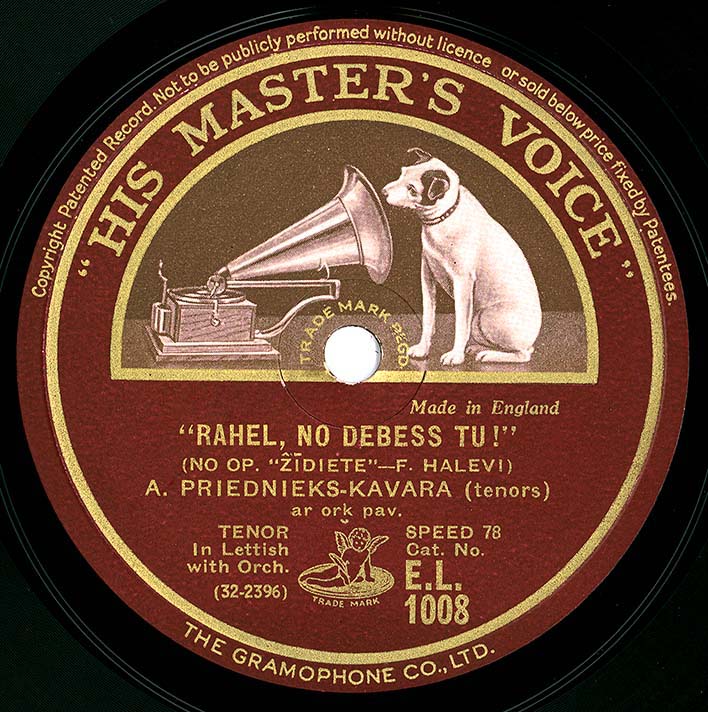 Copyright Patented Record. Not to be publicly performed without licence or sold below price fixed by Patentees.
"HIS MASTER'S VOICE"
TRADE MARK REGD.
Made in England
"RAHEL, NO DEBESS TU!"
(NO OP. "ŽĪDIETE"—F. HALEVI)
A. PRIEDNIEKS-KAVARA (tenors)
ar ork pav.
TENOR
In Lettish
with Orch.
(32-2396)
TRADE MARK
SPEED 78
Cat. No.
E.L.
1008
THE GRAMOPHONE CO., LTD.